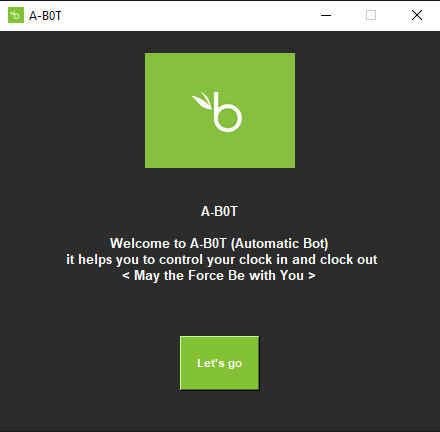 A-B0T
b
A-B0T
Welcome to A-B0T (Automatic Bot)
it helps you to control your clock in and clock out
< May the Force Be with You >
Let's go